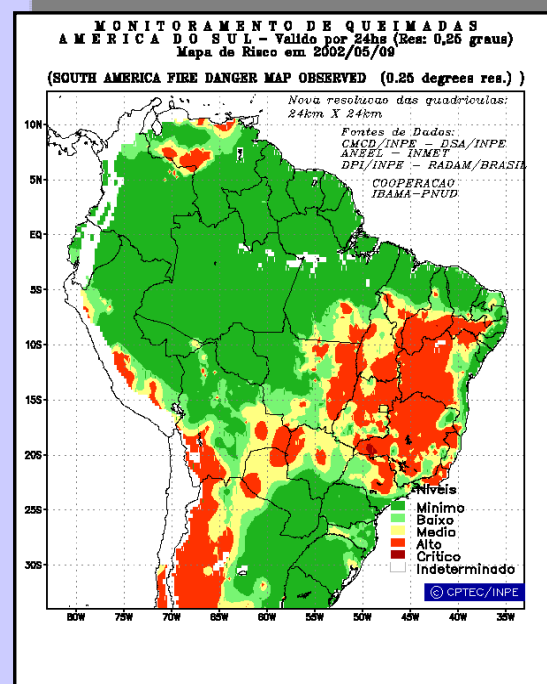 MONITORAMENTO DE QUEIMADAS
AMERICA DO SUL - Valido por 24hs (Res: 0,25 graus)
Mapa de Risco em 2002/05/09
(SOUTH AMERICA FIRE DANGER MAP OBSERVED (0.25 degrees res.) )
Nova resolucao das quadriculas:
24km X 24km
Fontes de Dados:
CMCD/INPE - DSA/INPE
ANEEL - INMET
DPI/INPE - RADAM/BRASIL
COOPERACAO
IBAMA-PNUD
10N
5N
EQ
5S
10S
15S
20S
25S
30S
Niveis
Minimo
Baixo
Medio
Alto
Critico
Indeterminado
© CPTEC/INPE
80W 75W 70W 65W 60W 55W 50W 45W 40W 35W